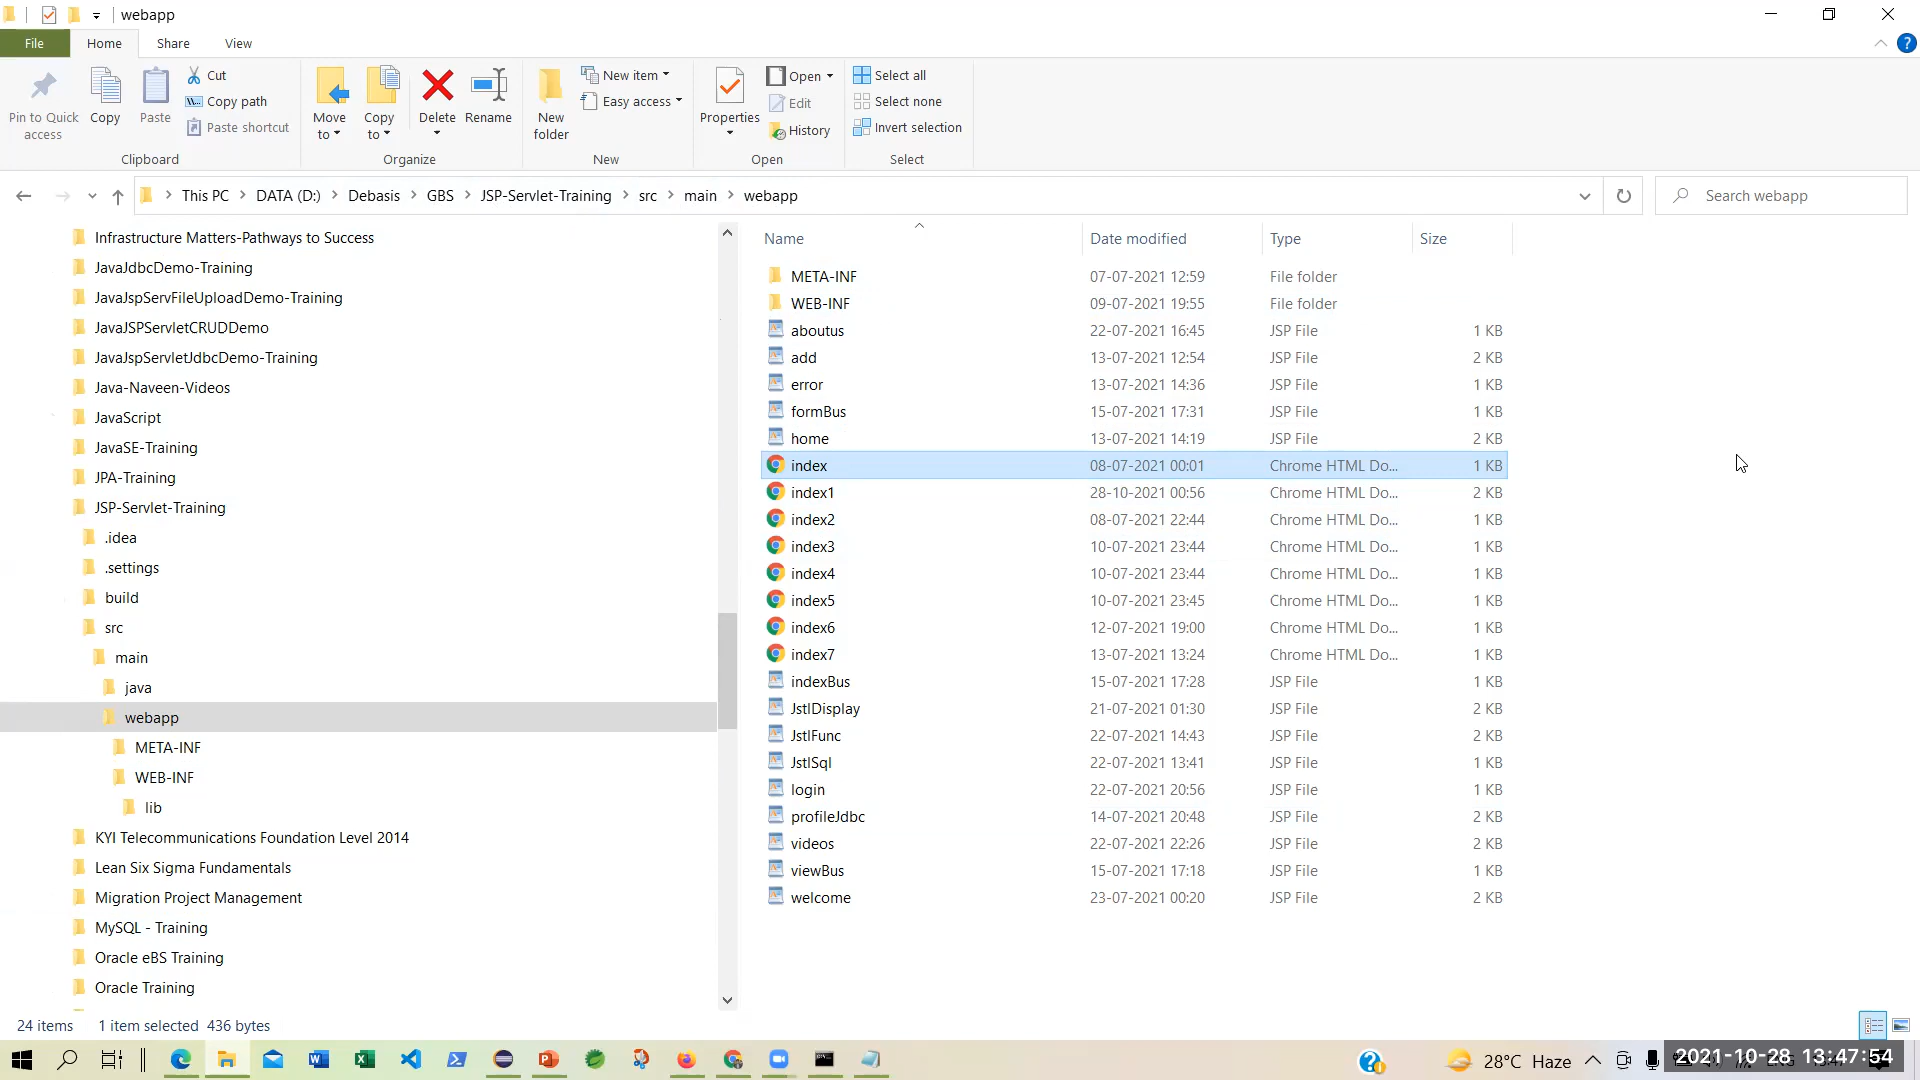 webapp
File Home Share View
Pin to Quick access
Copy
Paste
Cut
Copy path
Paste shortcut
Clipboard
Move to
Copy to
Delete
Rename
Organize
New folder
New item
Easy access
New
Properties
Open
Edit
History
Open
Select all
Select none
Invert selection
Select
This PC DATA (D:) Debasis GBS JSP-Servlet-Training src main webapp
Search webapp
Infrastructure Matters-Pathways to Success
JavaJdbcDemo-Training
JavaJspServFileUploadDemo-Training
JavaJSPServletCRUDDemo
JavaJspServletJdbcDemo-Training
Java-Naveen-Videos
JavaScript
JavaSE-Training
JPA-Training
JSP-Servlet-Training
.idea
.settings
build
src
main
java
webapp
META-INF
WEB-INF
lib
KYI Telecommunications Foundation Level 2014
Lean Six Sigma Fundamentals
Migration Project Management
MySQL - Training
Oracle eBS Training
Oracle Training
Name Date modified Type Size
META-INF 07-07-2021 12:59 File folder
WEB-INF 09-07-2021 19:55 File folder
aboutus 22-07-2021 16:45 JSP File 1 KB
add 13-07-2021 12:54 JSP File 2 KB
error 13-07-2021 14:36 JSP File 1 KB
formBus 15-07-2021 17:31 JSP File 1 KB
home 13-07-2021 14:19 JSP File 2 KB
index 08-07-2021 00:01 Chrome HTML Do... 1 KB
index1 28-10-2021 00:56 Chrome HTML Do... 2 KB
index2 08-07-2021 22:44 Chrome HTML Do... 1 KB
index3 10-07-2021 23:44 Chrome HTML Do... 1 KB
index4 10-07-2021 23:44 Chrome HTML Do... 1 KB
index5 10-07-2021 23:45 Chrome HTML Do... 1 KB
index6 12-07-2021 19:00 Chrome HTML Do... 1 KB
index7 13-07-2021 13:24 Chrome HTML Do... 1 KB
indexBus 15-07-2021 17:28 JSP File 1 KB
JstlDisplay 21-07-2021 01:30 JSP File 2 KB
JstlFunc 22-07-2021 14:43 JSP File 2 KB
JstlSql 22-07-2021 13:41 JSP File 1 KB
login 22-07-2021 20:56 JSP File 1 KB
profileJdbc 14-07-2021 20:48 JSP File 2 KB
videos 22-07-2021 22:26 JSP File 2 KB
viewBus 15-07-2021 17:18 JSP File 1 KB
welcome 23-07-2021 00:20 JSP File 2 KB
24 items 1 item selected 436 bytes
28°C Haze
2021-10-28 13:47:54